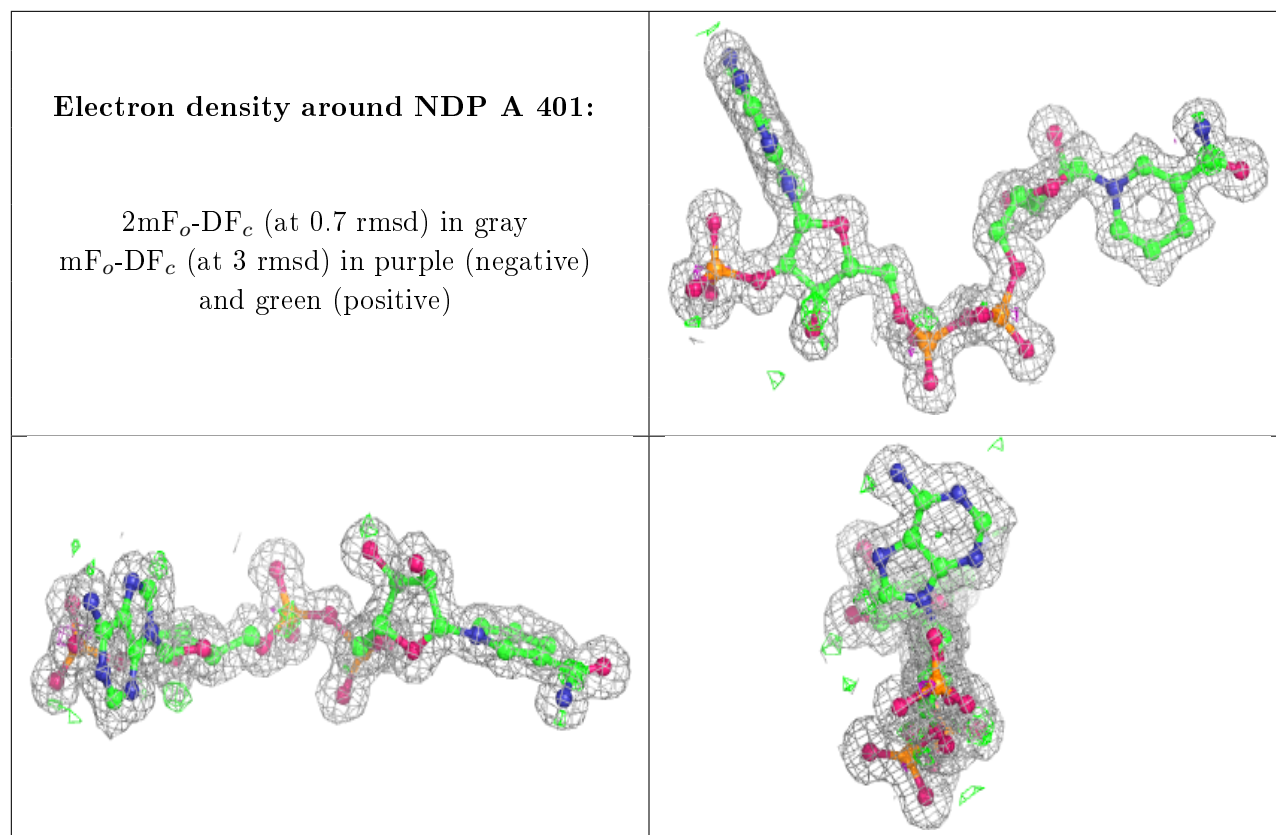 Electron density around NDP A 401:
2mFo-DFc (at 0.7 rmsd) in gray
mFo-DFc (at 3 rmsd) in purple (negative)
and green (positive)